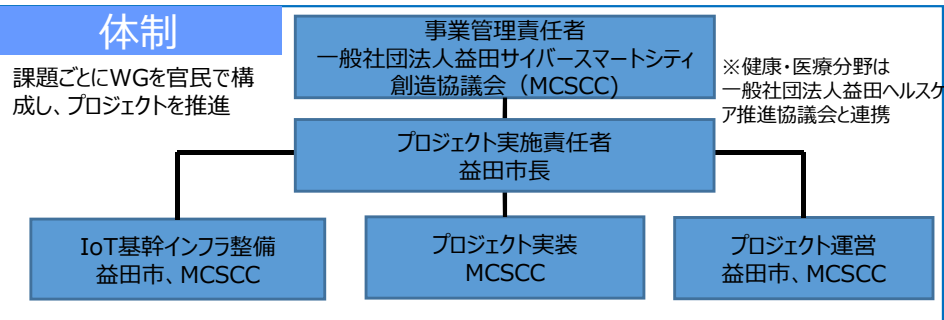 体制
課題ごとにWGを官民で構
成し、プロジェクトを推進
事業管理責任者
一般社団法人益田サイバースマートシティ
創造協議会（MCSCC)
※健康・医療分野は
一般社団法人益田ヘルスケ
ア推進協議会と連携
プロジェクト実施責任者
益田市長
IoT基幹インフラ整備
益田市、MCSCC
プロジェクト実装
MCSCC
プロジェクト運営
益田市、MCSCC